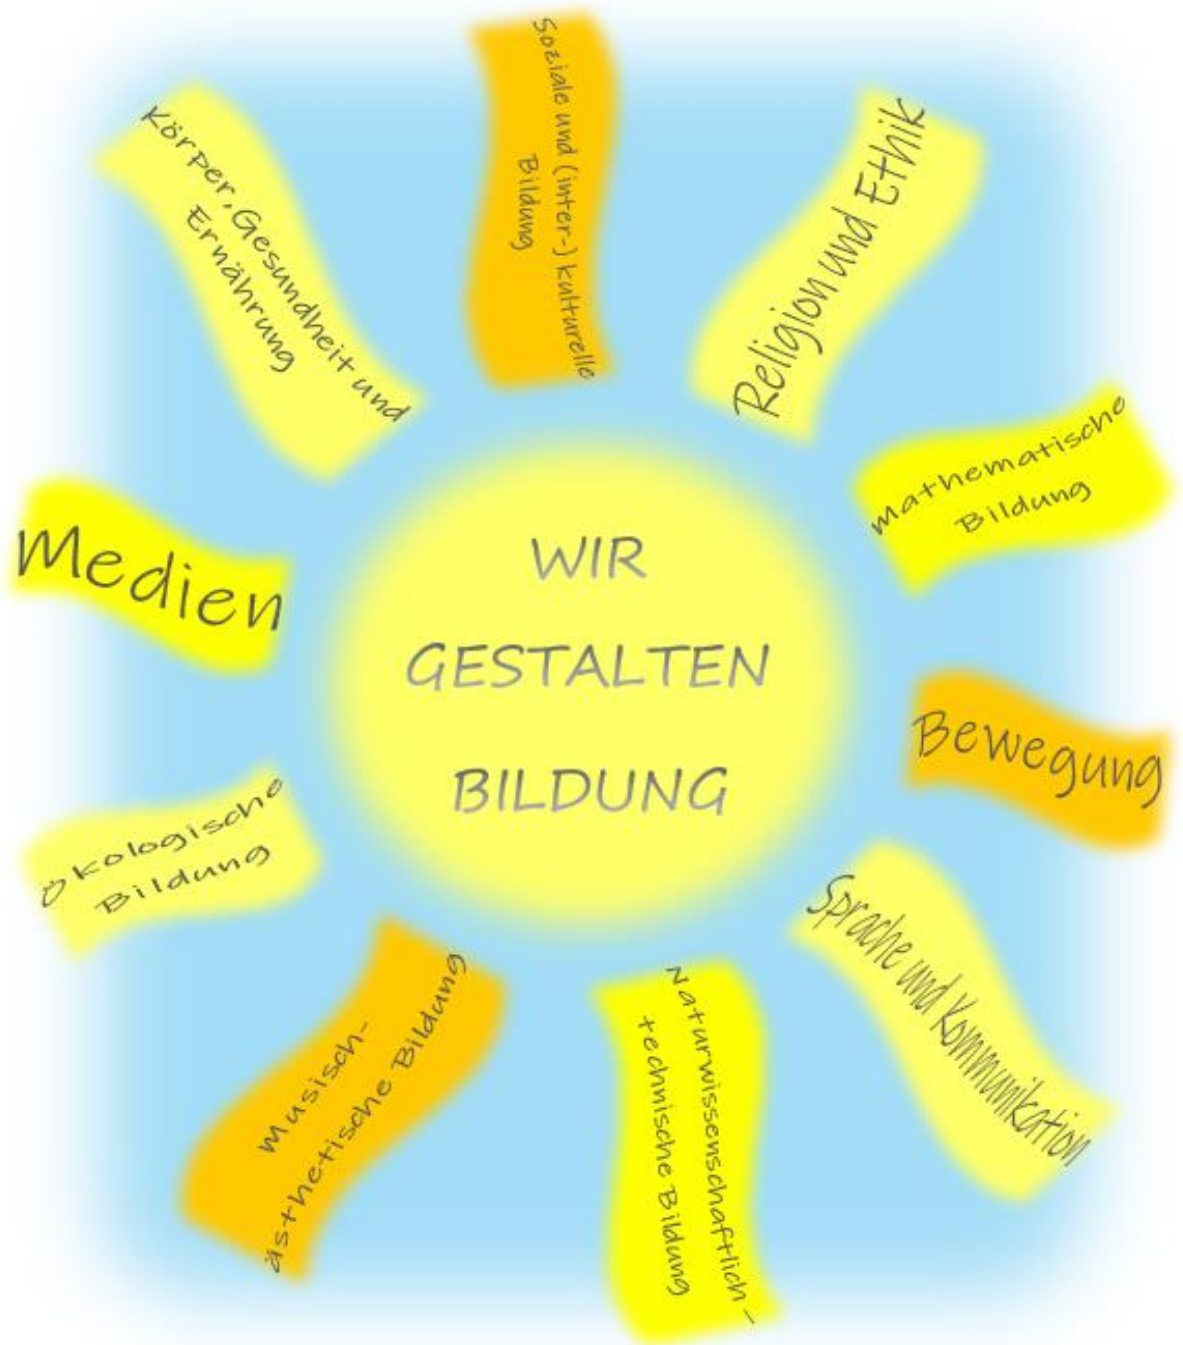 WIR
GESTALTEN
BILDUNG
Soziale und (inter-) kulturelle
Bildung
Religion und Ethik
mathematische
Bildung
Bewegung
Sprache und Kommunikation
Naturwissenschaftlich-
technische Bildung
musisch-
ästhetische Bildung
ökologische
Bildung
Medien
Körper, Gesundheit und
Ernährung